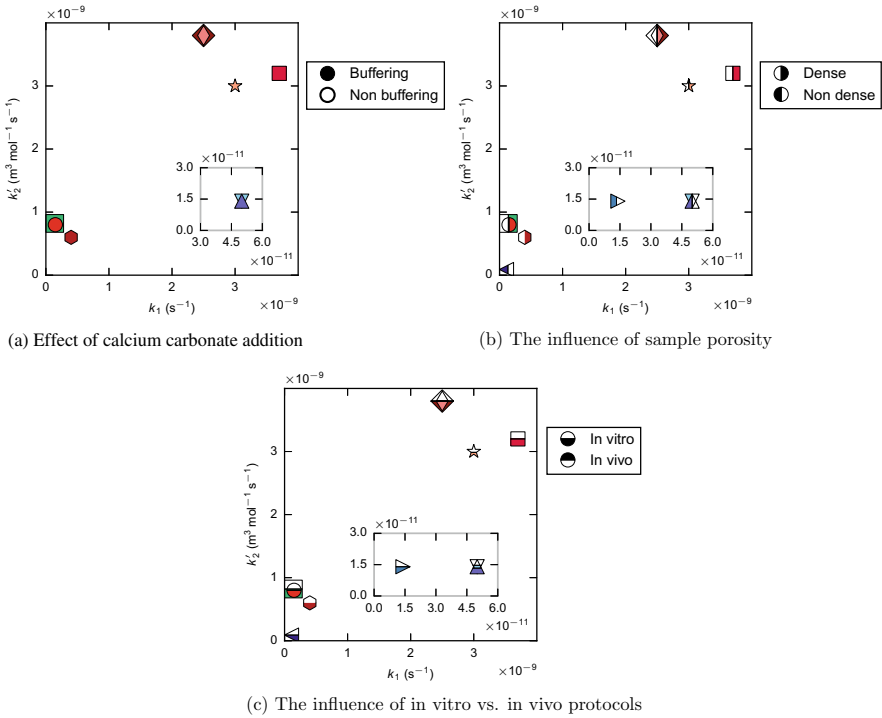 ×10⁻⁹
3
2
1
0
k₂′ (m³ mol⁻¹ s⁻¹)
0 1 2 3
×10⁻⁹
k₁ (s⁻¹)
×10⁻¹¹
3.0
1.5
0.0
3.0 4.5 6.0
×10⁻¹¹
Buffering
Non buffering
(a) Effect of calcium carbonate addition
×10⁻⁹
3
2
1
0
k₂′ (m³ mol⁻¹ s⁻¹)
0 1 2 3
×10⁻⁹
k₁ (s⁻¹)
×10⁻¹¹
3.0
1.5
0.0
0.0 1.5 3.0 4.5 6.0
×10⁻¹¹
Dense
Non dense
(b) The influence of sample porosity
×10⁻⁹
3
2
1
0
k₂′ (m³ mol⁻¹ s⁻¹)
0 1 2 3
×10⁻⁹
k₁ (s⁻¹)
×10⁻¹¹
3.0
1.5
0.0
0.0 1.5 3.0 4.5 6.0
×10⁻¹¹
In vitro
In vivo
(c) The influence of in vitro vs. in vivo protocols